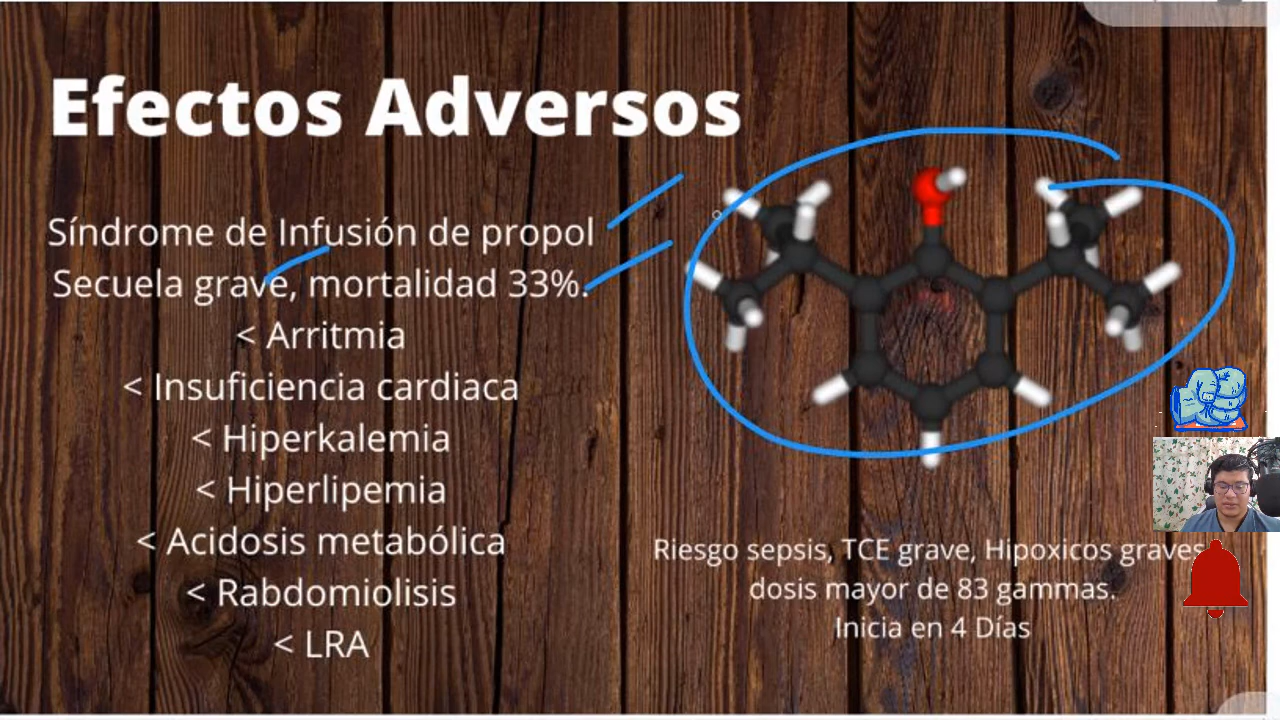 Efectos Adversos
Síndrome de Infusión de propol
Secuela grave, mortalidad 33%.
< Arritmia
< Insuficiencia cardiaca
< Hiperkalemia
< Hiperlipemia
< Acidosis metabólica
< Rabdomiolisis
< LRA
Riesgo sepsis, TCE grave, Hipoxicos graves
dosis mayor de 83 gammas.
Inicia en 4 Días